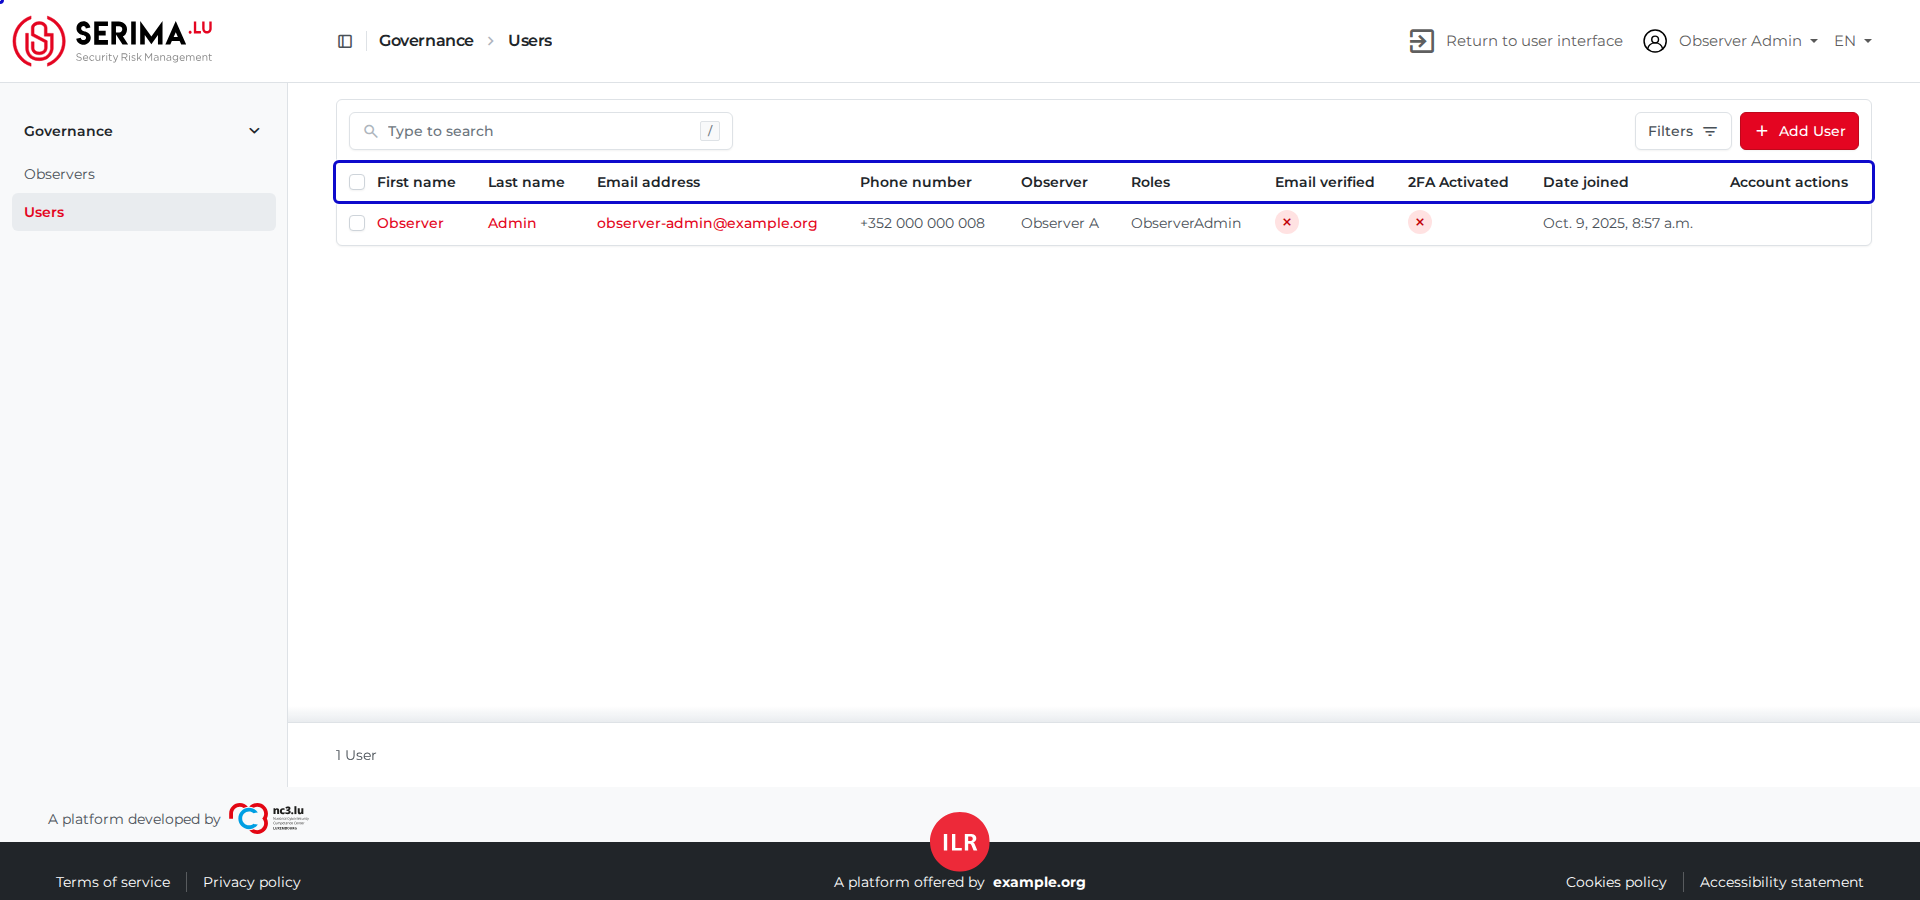 SERIMA.LU
Security Risk Management
Governance > Users
Return to user interface
Observer Admin
EN
Governance
Observers
Users
Type to search
/
Filters
+ Add User
First name Last name Email address Phone number Observer Roles Email verified 2FA Activated Date joined Account actions
Observer Admin observer-admin@example.org +352 000 000 008 Observer A ObserverAdmin Oct. 9, 2025, 8:57 a.m.
1 User
A platform developed by
nc3.lu
ILR
Terms of service
Privacy policy
A platform offered by example.org
Cookies policy
Accessibility statement